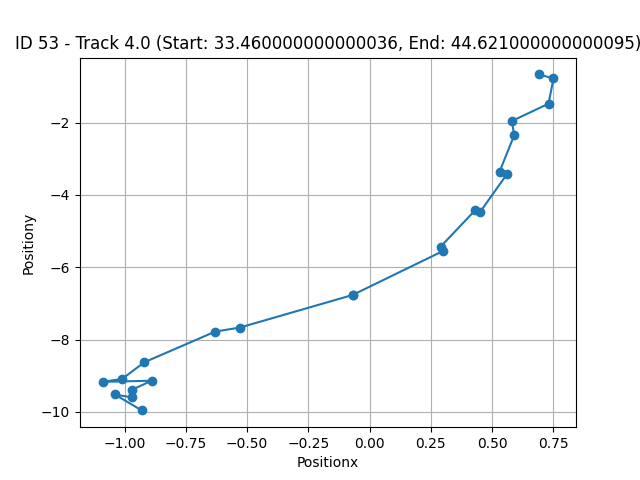 ID 53 - Track 4.0 (Start: 33.460000000000036, End: 44.621000000000095)
−2
−4
−6
−8
−10
Positiony
−1.00 −0.75 −0.50 −0.25 0.00 0.25 0.50 0.75
Positionx